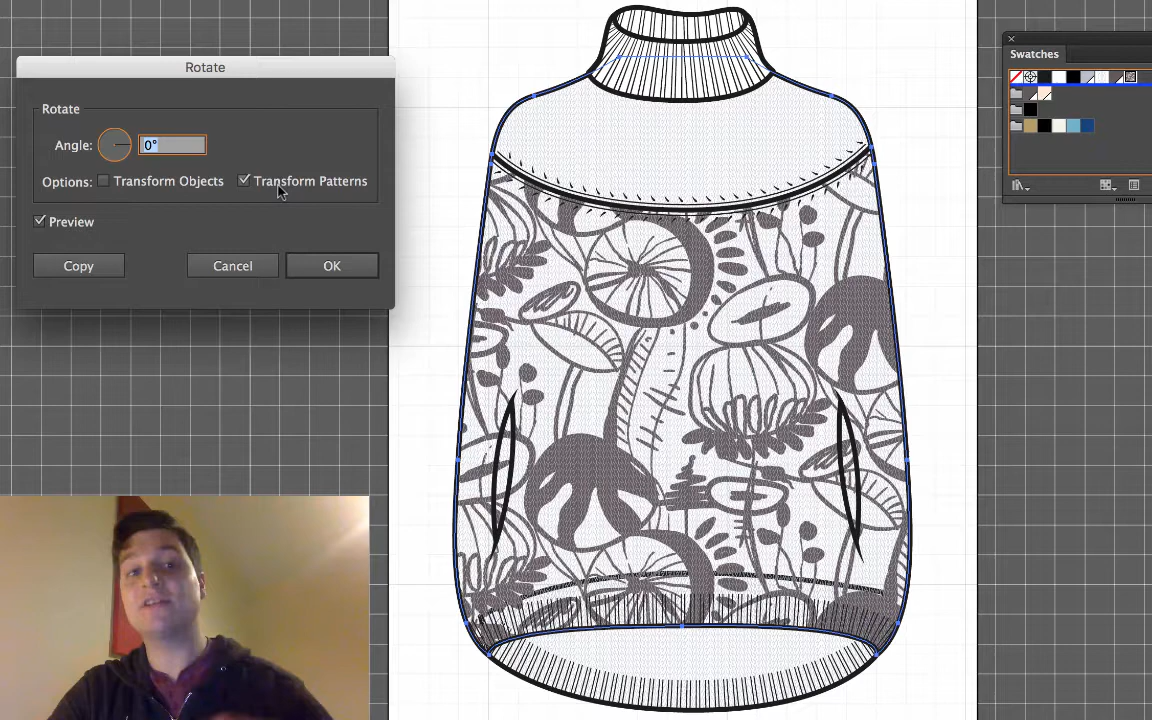 Rotate
Rotate
Angle: 0°
Options: Transform Objects Transform Patterns
Preview
Copy Cancel OK
Swatches